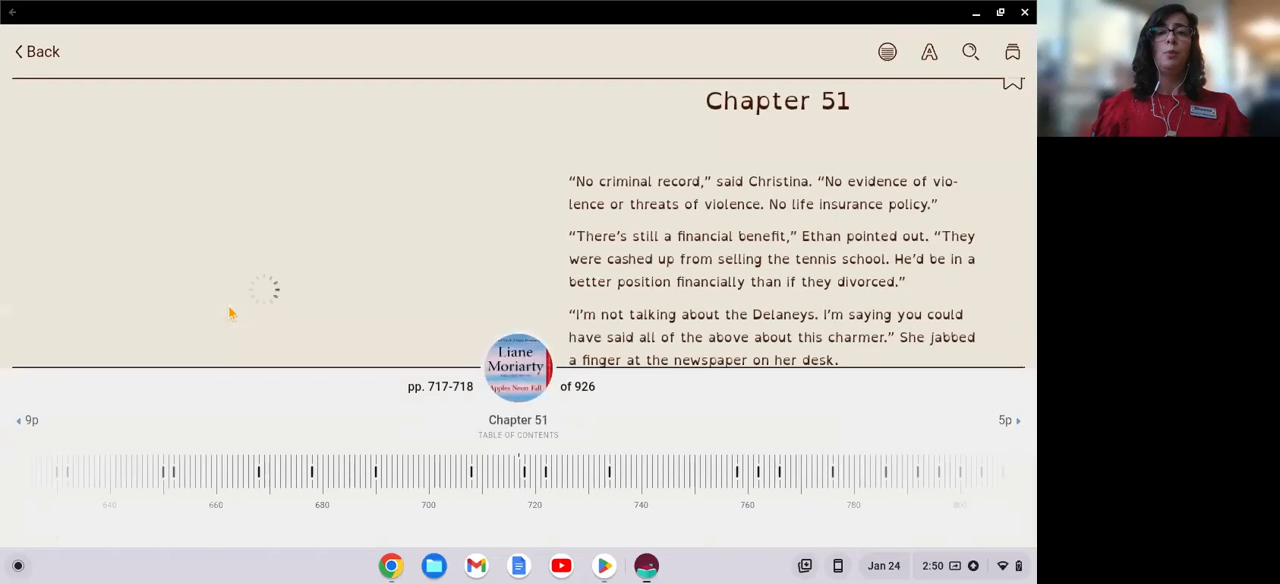 Back
Chapter 51
“No criminal record,” said Christina. “No evidence of vio-
lence or threats of violence. No life insurance policy.”
“There’s still a financial benefit,” Ethan pointed out. “They
were cashed up from selling the tennis school. He’d be in a
better position financially than if they divorced.”
“I’m not talking about the Delaneys. I’m saying you could
have said all of the above about this charmer.” She jabbed
a finger at the newspaper on her desk.
Liane
Moriarty
Apples Never Fall
pp. 717-718
of 926
9p
Chapter 51
5p
TABLE OF CONTENTS
640 660 680 700 720 740 760 780 800
Jan 24
2:50